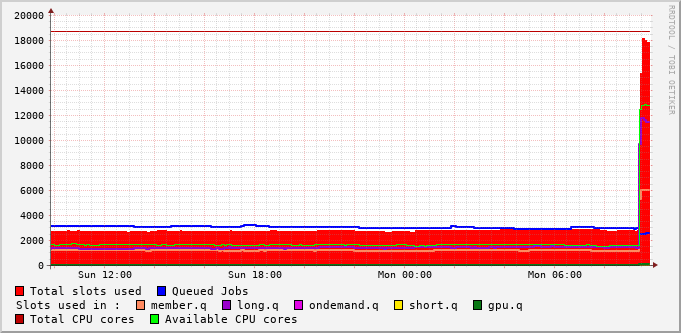 20000
18000
16000
14000
12000
10000
8000
6000
4000
2000
0
Sun 12:00 Sun 18:00 Mon 00:00 Mon 06:00
Total slots used Queued Jobs
Slots used in : member.q long.q ondemand.q short.q gpu.q
Total CPU cores Available CPU cores
RRDTOOL / TOBI OETIKER